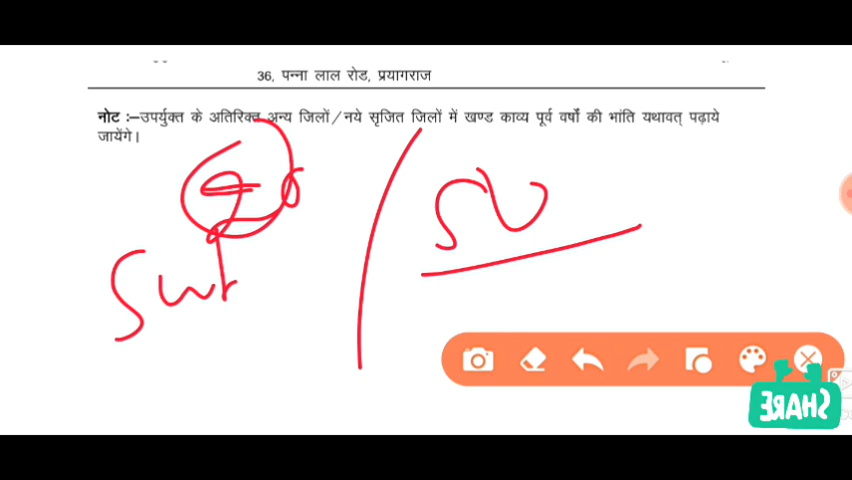 36, पन्ना लाल रोड, प्रयागराज
नोट :–उपर्युक्त के अतिरिक्त अन्य जिलों/नये सृजित जिलों में खण्ड काव्य पूर्व वर्षों की भांति यथावत् पढ़ाये
जायेंगे।
SHARE